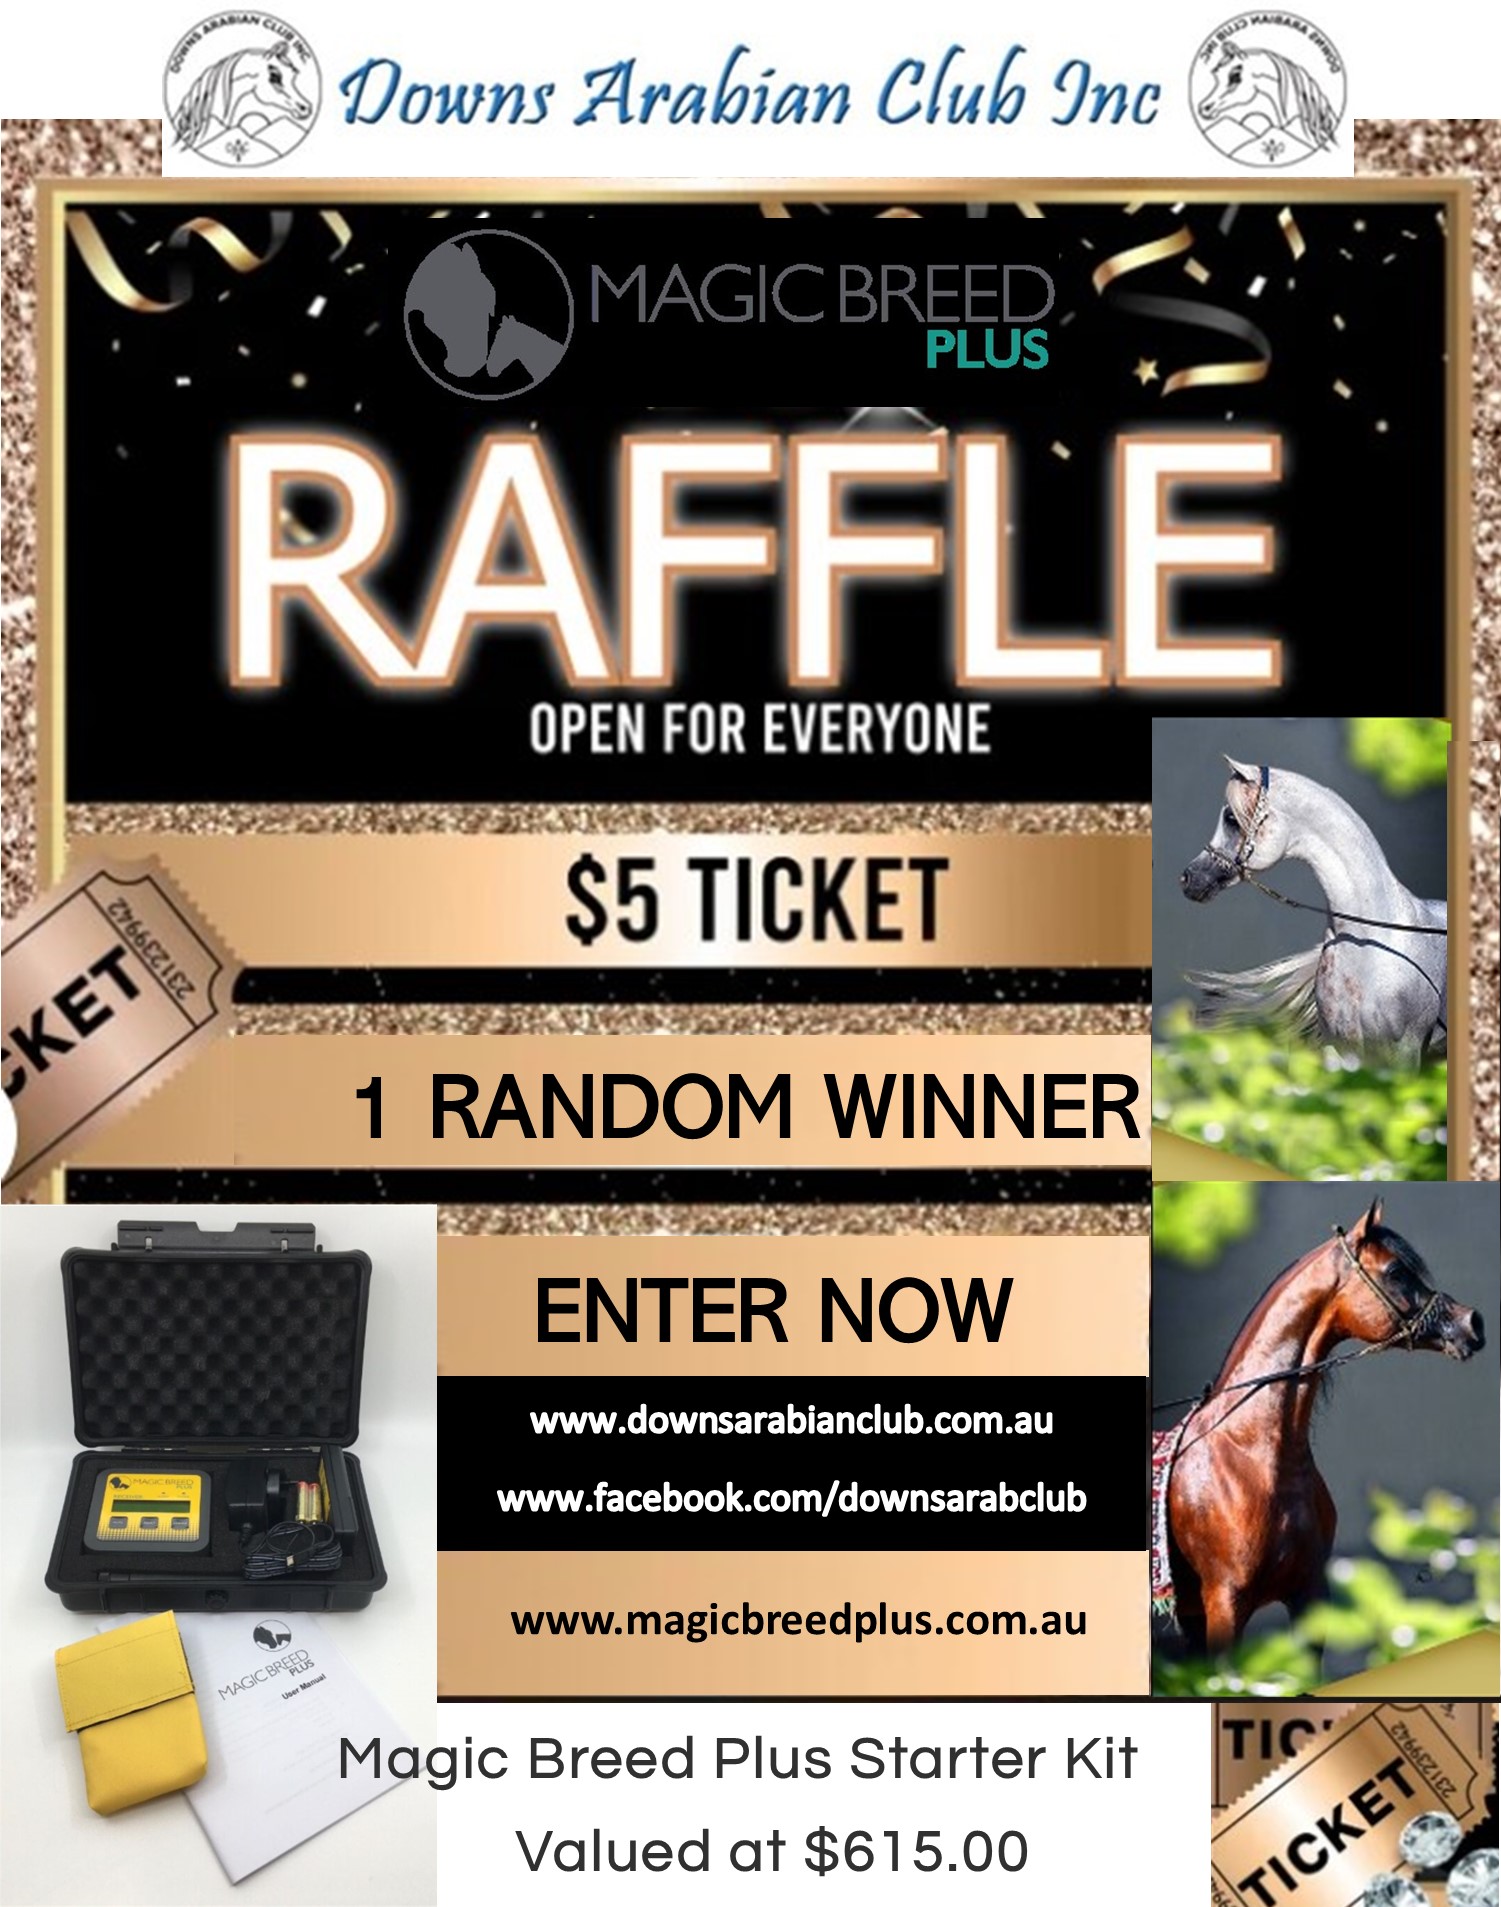 DOWNS ARABIAN CLUB INC
Downs Arabian Club Inc
DOWNS ARABIAN CLUB INC
MAGIC BREED
PLUS
RAFFLE
OPEN FOR EVERYONE
$5 TICKET
23129942
CKET
1 RANDOM WINNER
ENTER NOW
www.downsarabianclub.com.au
www.facebook.com/downsarabclub
www.magicbreedplus.com.au
MAGIC BREED
PLUS
RECEIVER
MAGIC BREED
PLUS
User Manual
Magic Breed Plus Starter Kit
Valued at $615.00
TIC
23129942
TICKET